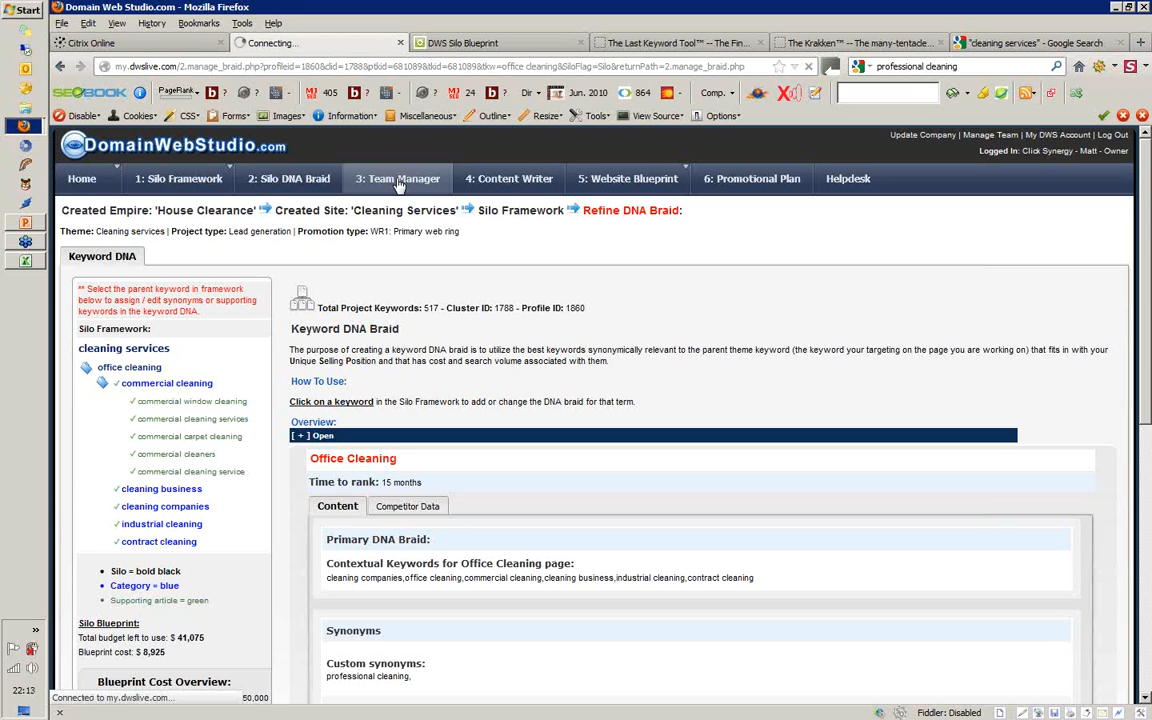 Start
Domain Web Studio.com - Mozilla Firefox
File Edit View History Bookmarks Tools Help
Citrix Online
Connecting...
DWS Silo Blueprint
The Last Keyword Tool™ -- The Fin...
The Krakken™ -- The many-tentacle...
"cleaning services" - Google Search
my.dwslive.com/2.manage_braid.php?profileid=1860&clid=1788&ptid=681089&tkid=681089&tkw=office cleaning&SiloFlag=Silo&returnPath=2.manage_braid.php
professional cleaning
SEOBOOK
PageRank ? ? MJ 405 ? MJ 24 Dir Jun. 2010 864 Comp.
Disable Cookies CSS Forms Images Information Miscellaneous Outline Resize Tools View Source Options
DomainWebStudio.com
Update Company | Manage Team | My DWS Account | Log Out
Logged In: Click Synergy - Matt - Owner
Home 1: Silo Framework 2: Silo DNA Braid 3: Team Manager 4: Content Writer 5: Website Blueprint 6: Promotional Plan Helpdesk
Created Empire: 'House Clearance' Created Site: 'Cleaning Services' Silo Framework Refine DNA Braid:
Theme: Cleaning services | Project type: Lead generation | Promotion type: WR1: Primary web ring
Keyword DNA
** Select the parent keyword in framework
below to assign / edit synonyms or supporting
keywords in the keyword DNA.
Silo Framework:
cleaning services
office cleaning
commercial cleaning
commercial window cleaning
commercial cleaning services
commercial carpet cleaning
commercial cleaners
commercial cleaning service
cleaning business
cleaning companies
industrial cleaning
contract cleaning
Silo = bold black
Category = blue
Supporting article = green
Silo Blueprint:
Total budget left to use: $ 41,075
Blueprint cost: $ 8,925
Blueprint Cost Overview:
50,000
Total Project Keywords: 517 - Cluster ID: 1788 - Profile ID: 1860
Keyword DNA Braid
The purpose of creating a keyword DNA braid is to utilize the best keywords synonymically relevant to the parent theme keyword (the keyword your targeting on the page you are working on) that fits in with your
Unique Selling Position and that has cost and search volume associated with them.
How To Use:
Click on a keyword in the Silo Framework to add or change the DNA braid for that term.
Overview:
[ + ] Open
Office Cleaning
Time to rank: 15 months
Content Competitor Data
Primary DNA Braid:
Contextual Keywords for Office Cleaning page:
cleaning companies,office cleaning,commercial cleaning,cleaning business,industrial cleaning,contract cleaning
Synonyms
Custom synonyms:
professional cleaning,
22:13
Connected to my.dwslive.com...
Fiddler: Disabled